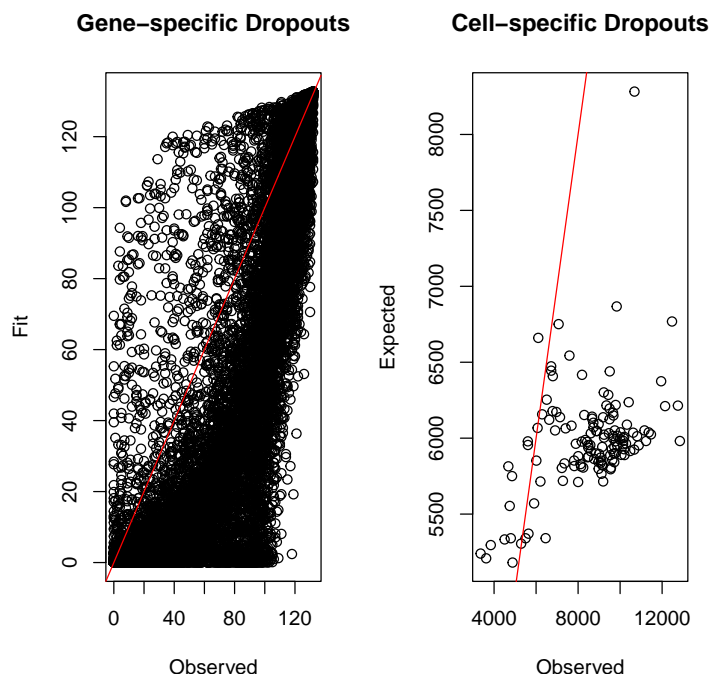 Gene−specific Dropouts
Fit
0 20 40 60 80 100 120
0 40 80 120
Observed
Cell−specific Dropouts
Expected
5500 6000 6500 7000 7500 8000
4000 8000 12000
Observed